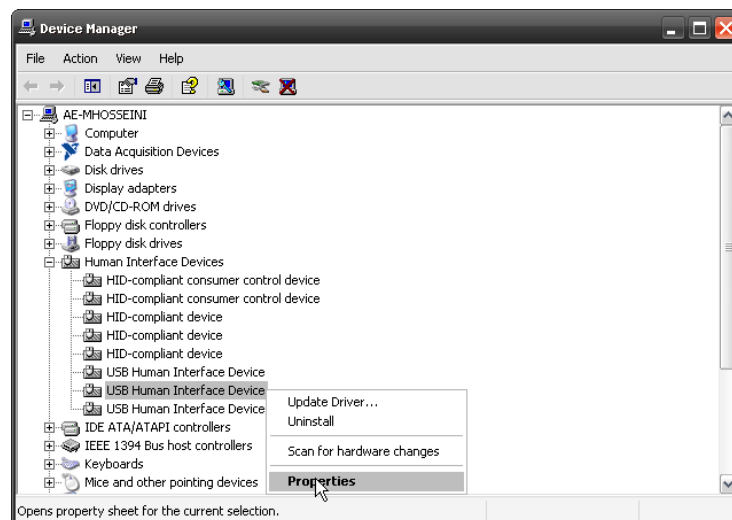 Device Manager
File Action View Help
AE-MHOSSEINI
Computer
Data Acquisition Devices
Disk drives
Display adapters
DVD/CD-ROM drives
Floppy disk controllers
Floppy disk drives
Human Interface Devices
HID-compliant consumer control device
HID-compliant consumer control device
HID-compliant device
HID-compliant device
HID-compliant device
USB Human Interface Device
USB Human Interface Device
USB Human Interface Device
IDE ATA/ATAPI controllers
IEEE 1394 Bus host controllers
Keyboards
Mice and other pointing devices
Update Driver...
Uninstall
Scan for hardware changes
Properties
Opens property sheet for the current selection.